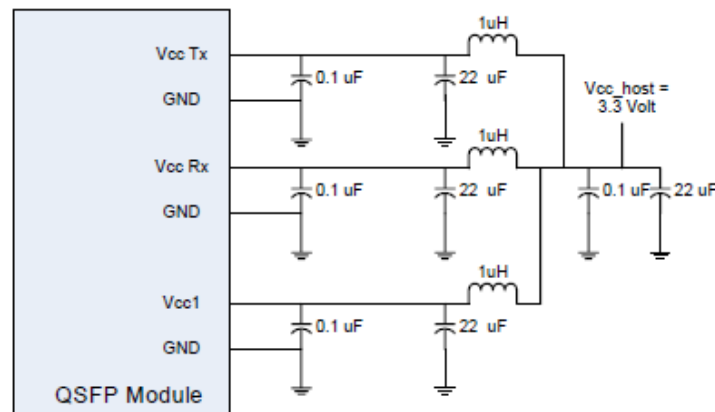 1uH
Vcc Tx
0.1 uF
22 uF
GND
Vcc_host =
3.3 Volt
1uH
Vcc Rx
0.1 uF
22 uF
0.1 uF
22 uF
GND
1uH
Vcc1
0.1 uF
22 uF
GND
QSFP Module